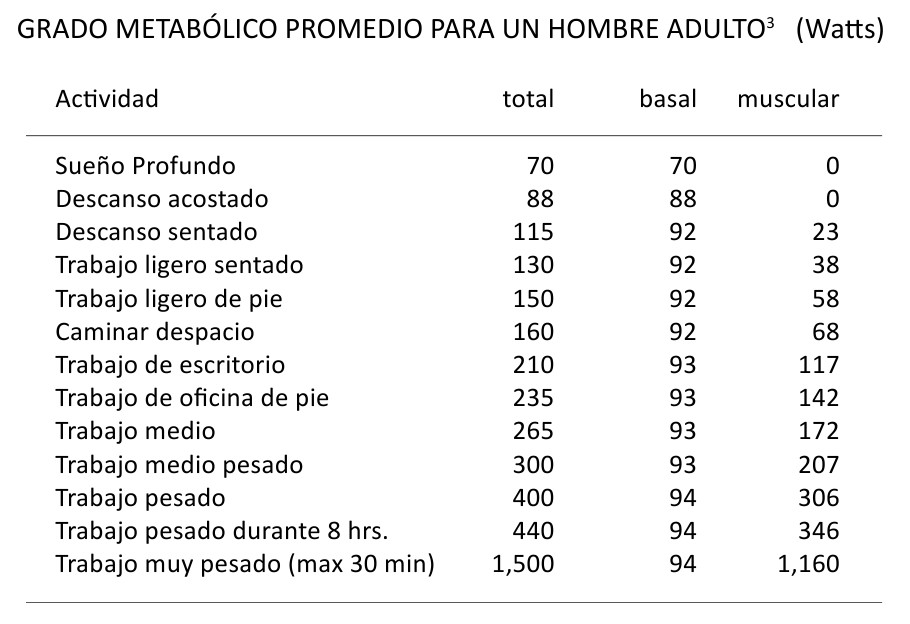 GRADO METABÓLICO PROMEDIO PARA UN HOMBRE ADULTO³ (Watts)
Actividad total basal muscular
Sueño Profundo 70 70 0
Descanso acostado 88 88 0
Descanso sentado 115 92 23
Trabajo ligero sentado 130 92 38
Trabajo ligero de pie 150 92 58
Caminar despacio 160 92 68
Trabajo de escritorio 210 93 117
Trabajo de oficina de pie 235 93 142
Trabajo medio 265 93 172
Trabajo medio pesado 300 93 207
Trabajo pesado 400 94 306
Trabajo pesado durante 8 hrs. 440 94 346
Trabajo muy pesado (max 30 min) 1,500 94 1,160